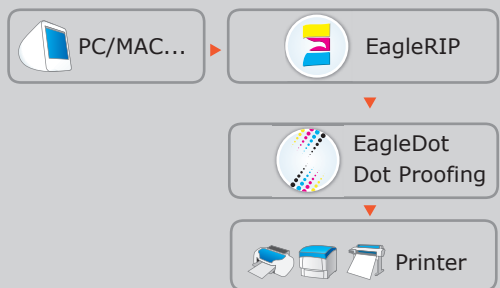 PC/MAC...
EagleRIP
EagleDot
Dot Proofing
Printer